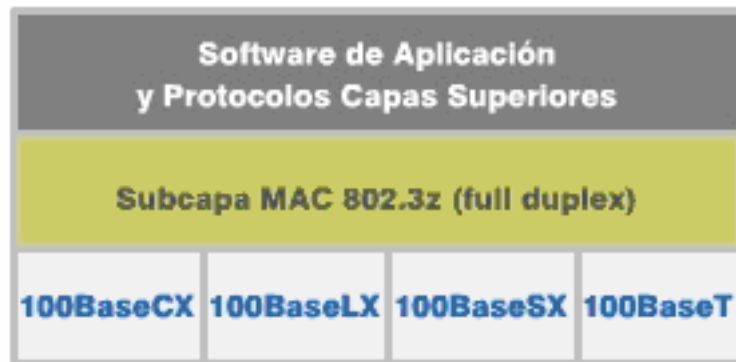 Software de Aplicación
y Protocolos Capas Superiores
Subcapa MAC 802.3z (full duplex)
100BaseCX 100BaseLX 100BaseSX 100BaseT